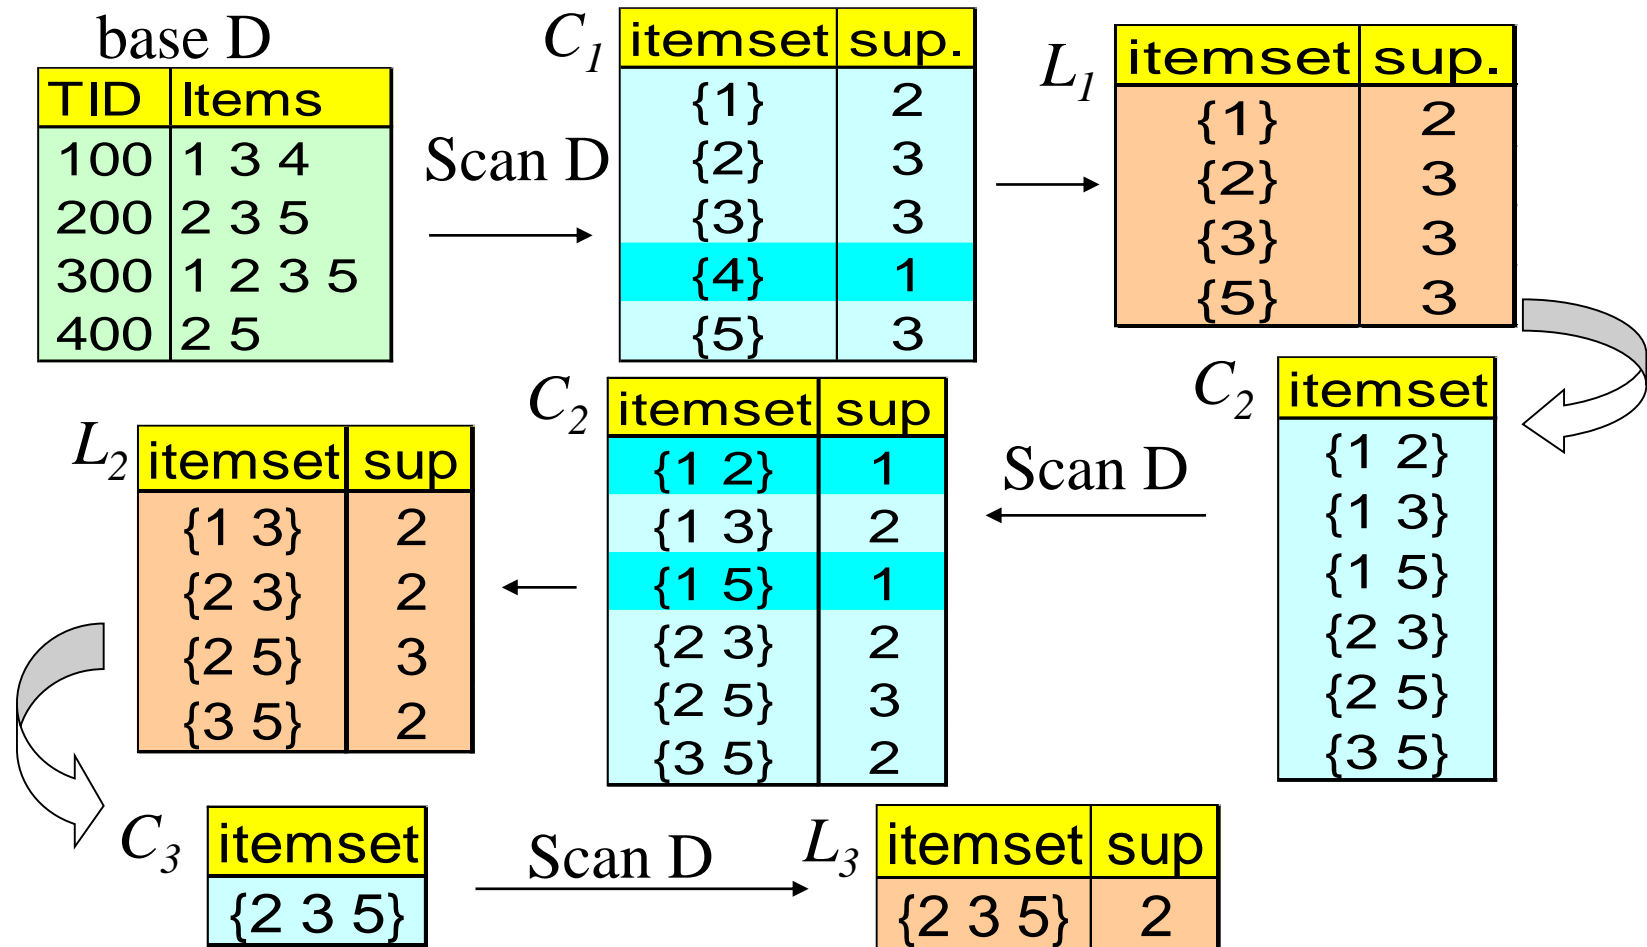 base D
TID Items
100 1 3 4
200 2 3 5
300 1 2 3 5
400 2 5
Scan D
C1
itemset sup.
{1} 2
{2} 3
{3} 3
{4} 1
{5} 3
L1
itemset sup.
{1} 2
{2} 3
{3} 3
{5} 3
C2
itemset
{1 2}
{1 3}
{1 5}
{2 3}
{2 5}
{3 5}
Scan D
C2
itemset sup
{1 2} 1
{1 3} 2
{1 5} 1
{2 3} 2
{2 5} 3
{3 5} 2
L2
itemset sup
{1 3} 2
{2 3} 2
{2 5} 3
{3 5} 2
C3
itemset
{2 3 5}
Scan D
L3
itemset sup
{2 3 5} 2